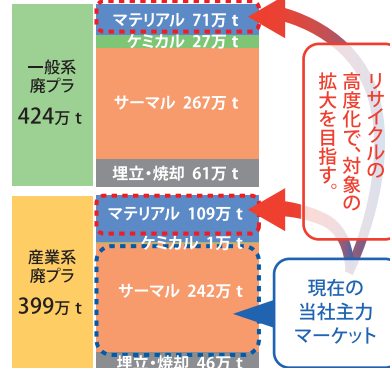 一般系
廃プラ
424万 t
マテリアル 71万 t
ケミカル 27万 t
サーマル 267万 t
埋立・焼却 61万 t
産業系
廃プラ
399万 t
マテリアル 109万 t
ケミカル 1万 t
サーマル 242万 t
埋立・焼却 46万 t
リサイクルの
高度化で、対象の
拡大を目指す。
現在の
当社主力
マーケット